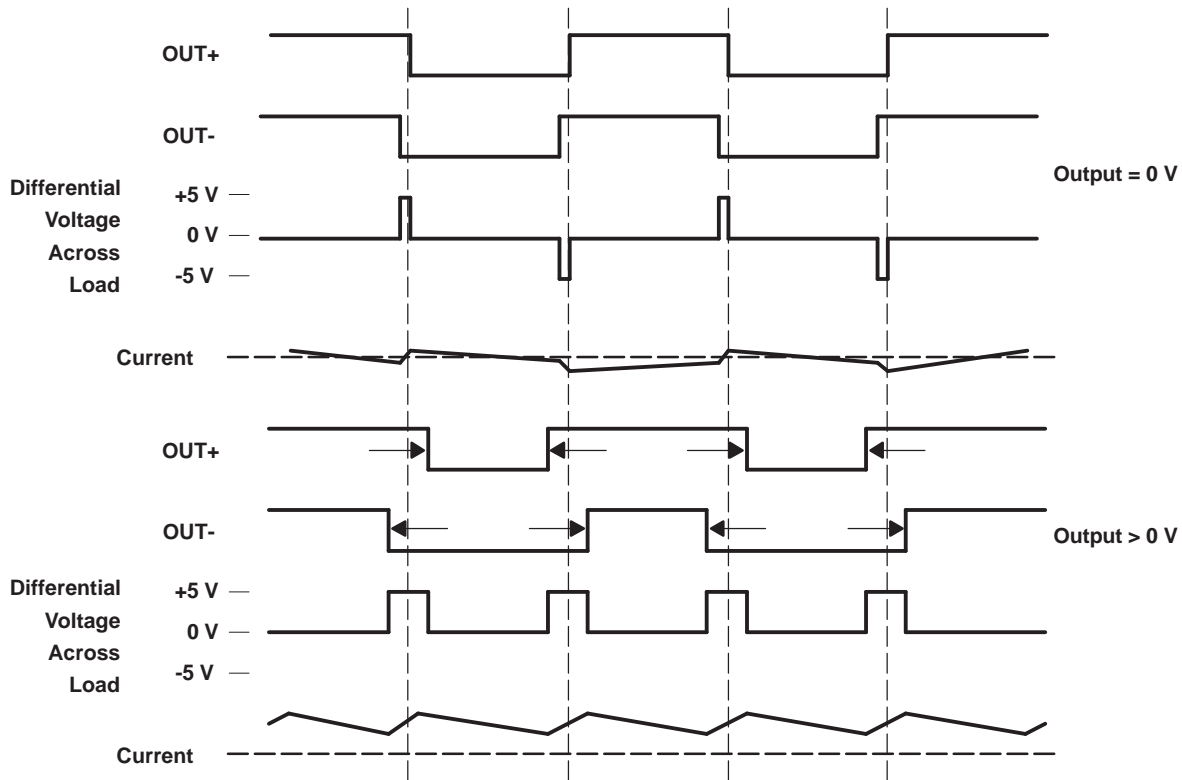 OUT+
OUT-
Output = 0 V
Differential
Voltage
Across
Load
+5 V
0 V
-5 V
Current
OUT+
OUT-
Output > 0 V
Differential
Voltage
Across
Load
+5 V
0 V
-5 V
Current